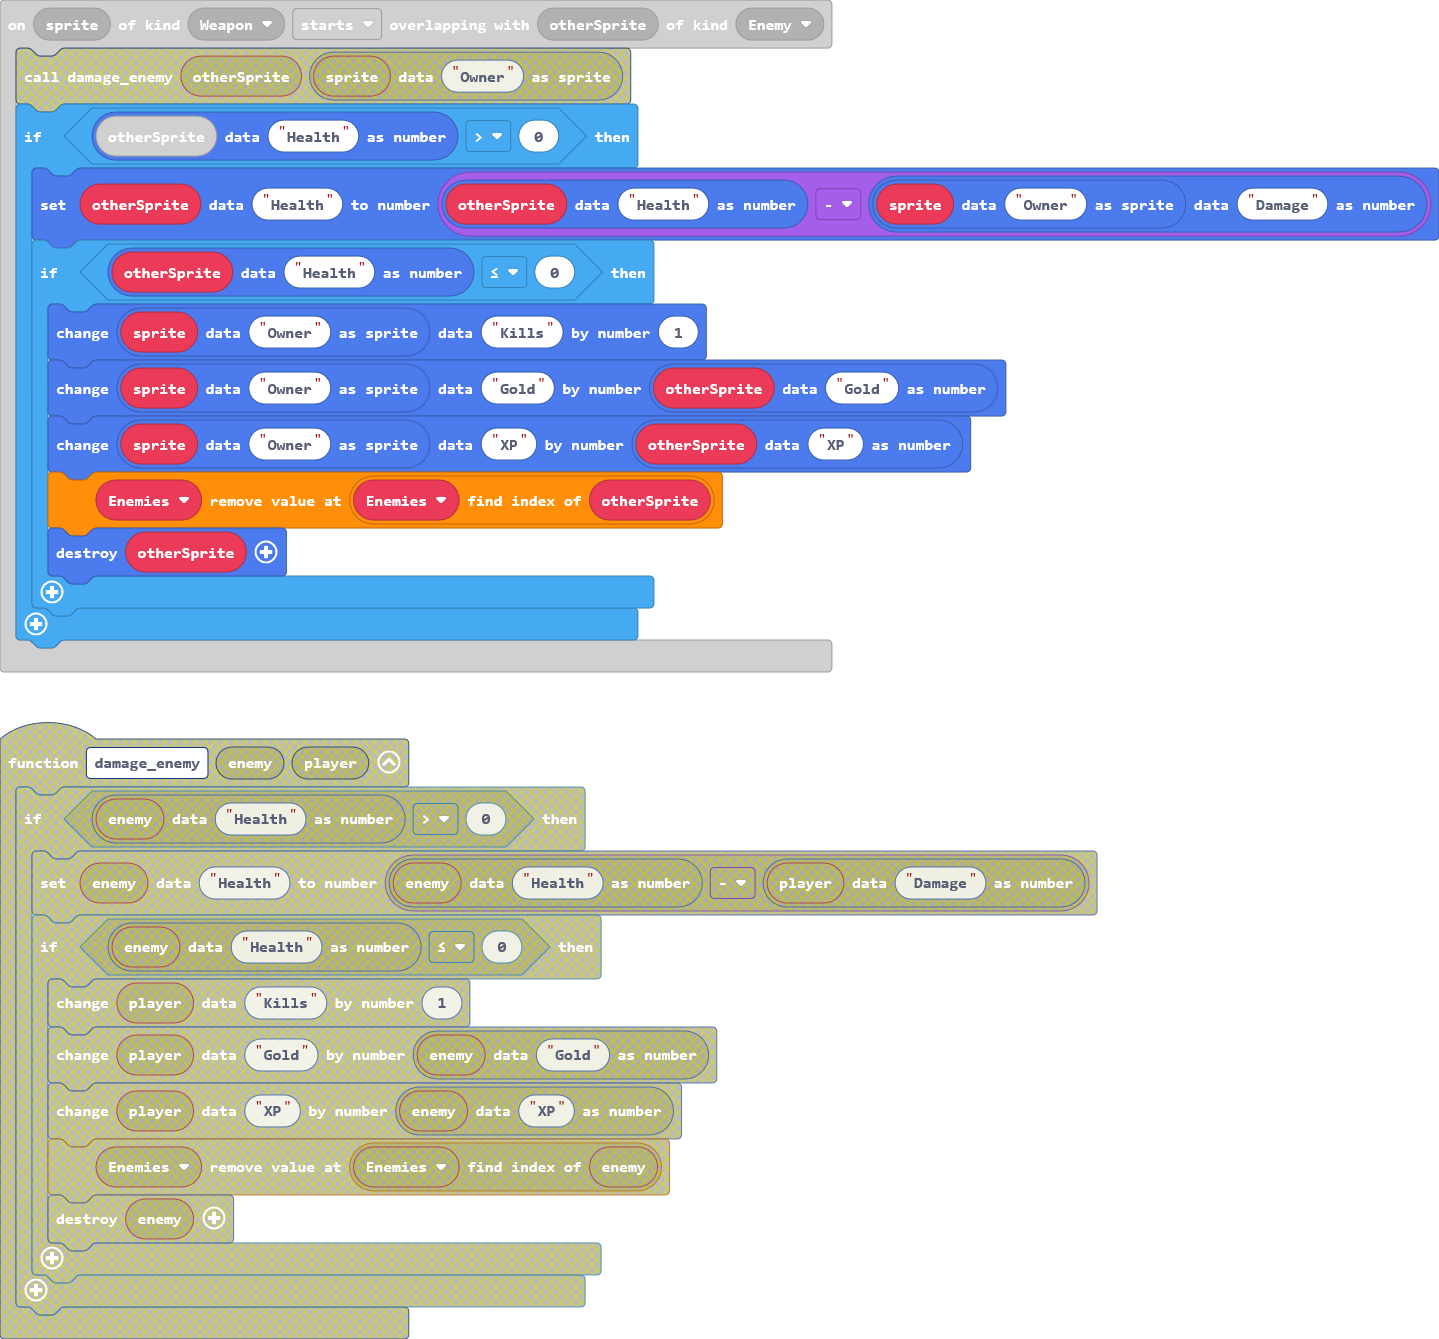 on sprite of kind Weapon starts overlapping with otherSprite of kind Enemy
call damage_enemy otherSprite sprite data "Owner" as sprite
if otherSprite data "Health" as number > 0 then
set otherSprite data "Health" to number otherSprite data "Health" as number - sprite data "Owner" as sprite data "Damage" as number
if otherSprite data "Health" as number ≤ 0 then
change sprite data "Owner" as sprite data "Kills" by number 1
change sprite data "Owner" as sprite data "Gold" by number otherSprite data "Gold" as number
change sprite data "Owner" as sprite data "XP" by number otherSprite data "XP" as number
Enemies remove value at Enemies find index of otherSprite
destroy otherSprite
function damage_enemy enemy player
if enemy data "Health" as number > 0 then
set enemy data "Health" to number enemy data "Health" as number - player data "Damage" as number
if enemy data "Health" as number ≤ 0 then
change player data "Kills" by number 1
change player data "Gold" by number enemy data "Gold" as number
change player data "XP" by number enemy data "XP" as number
Enemies remove value at Enemies find index of enemy
destroy enemy